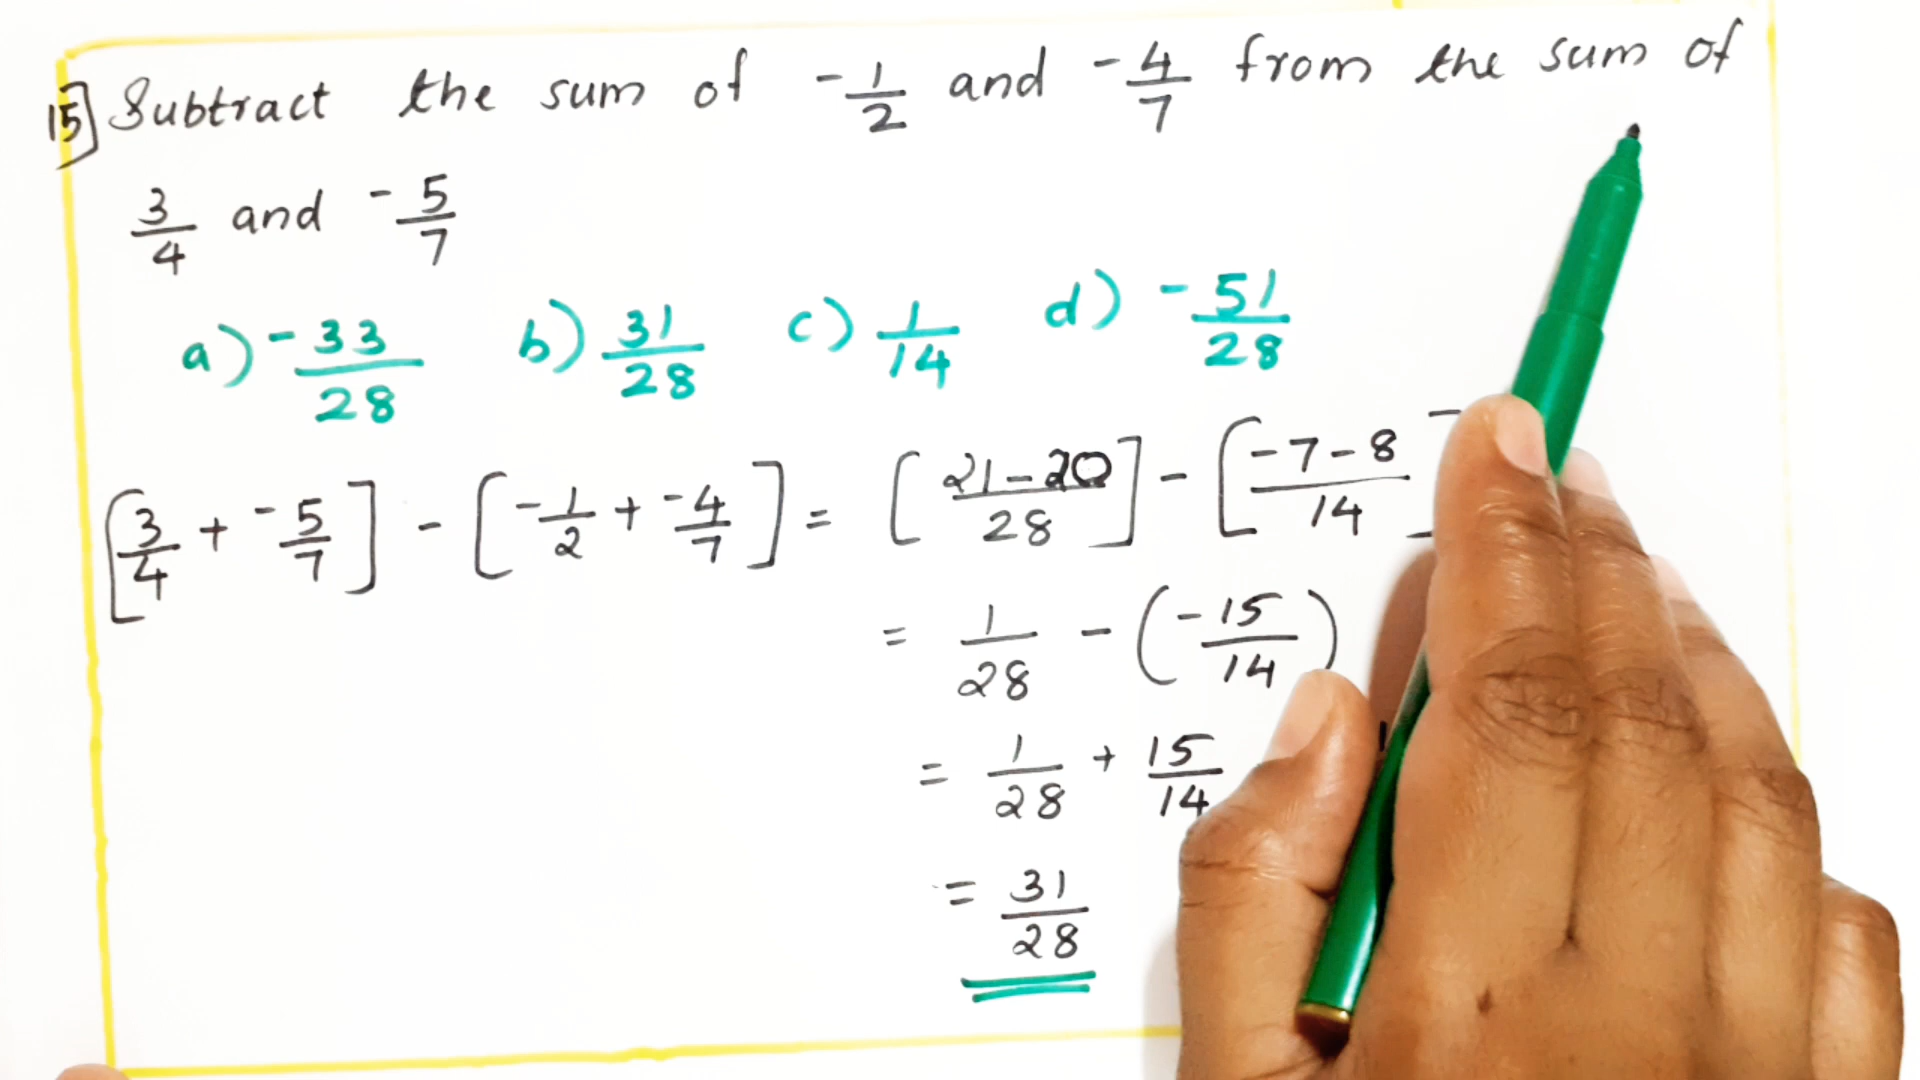 15] Subtract the sum of -1/2 and -4/7 from the sum of
3/4 and -5/7
a) -33/28 b) 31/28 c) 1/14 d) -51/28
[3/4 + -5/7] - [-1/2 + -4/7] = [21-20/28] - [-7-8/14
= 1/28 - (-15/14)
= 1/28 + 15/14
= 31/28